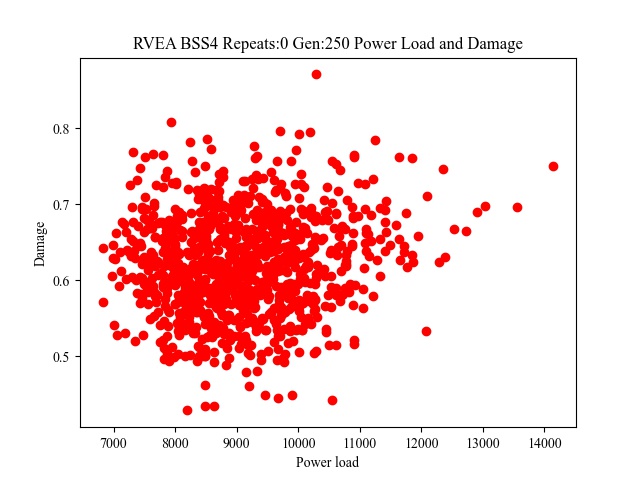 RVEA BSS4 Repeats:0 Gen:250 Power Load and Damage
0.8
0.7
0.6
0.5
Damage
7000 8000 9000 10000 11000 12000 13000 14000
Power load